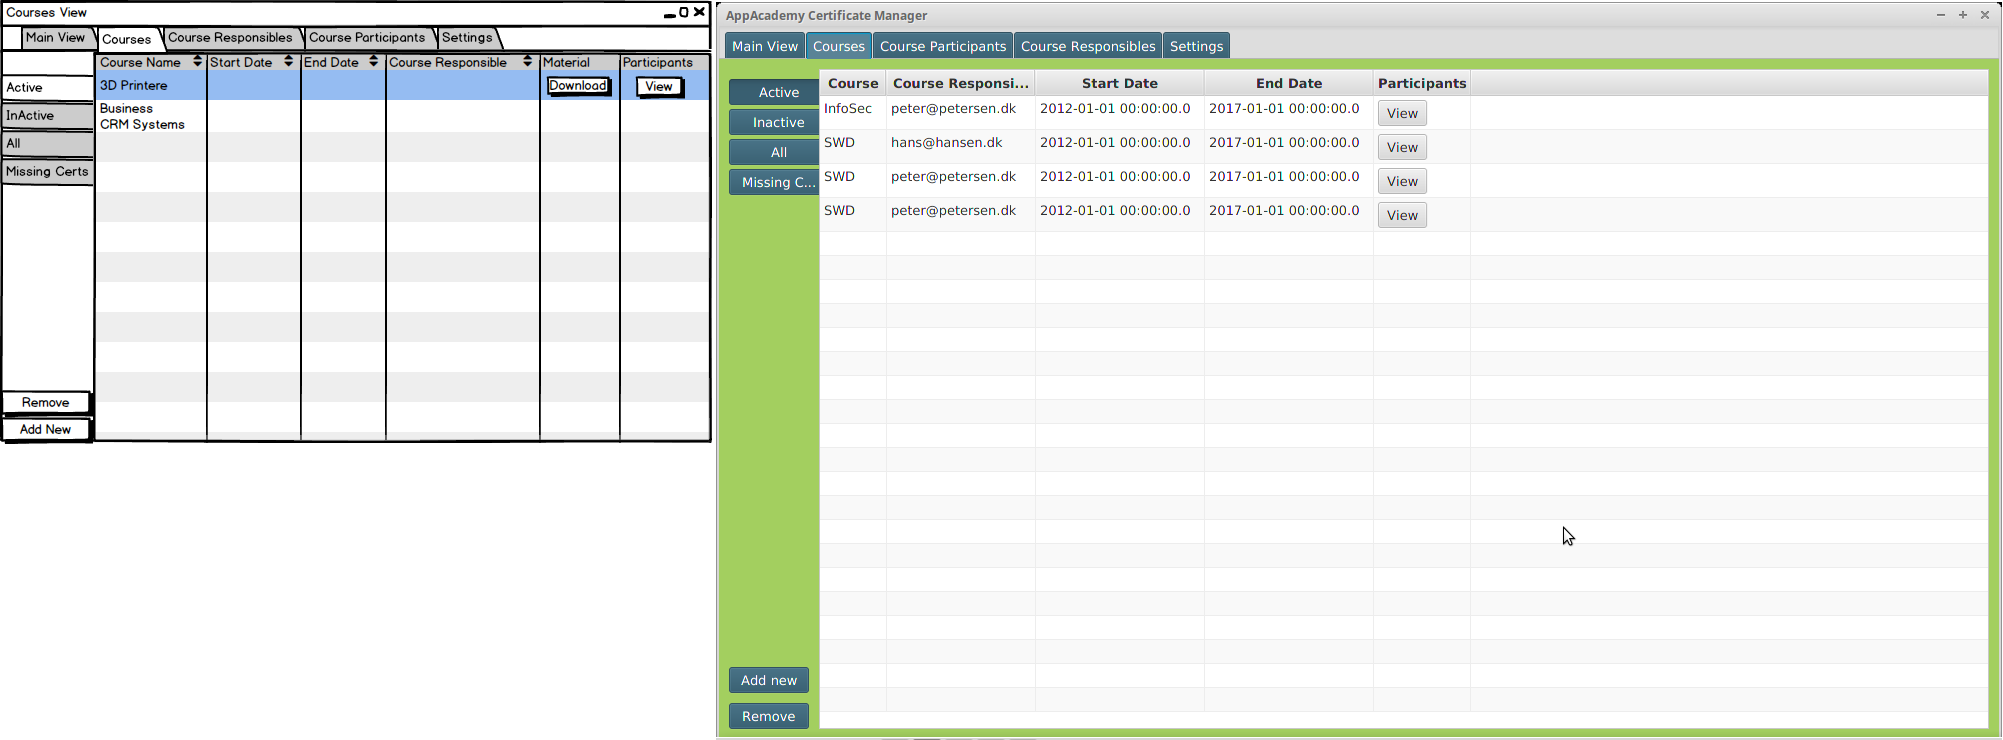 Courses View
Main View Courses Course Responsibles Course Participants Settings
Course Name Start Date End Date Course Responsible Material Participants
Active
3D Printere Download View
Business
CRM Systems
InActive
All
Missing Certs
Remove
Add New
AppAcademy Certificate Manager
Main View Courses Course Participants Course Responsibles Settings
Active
Inactive
All
Missing C...
Course Course Responsi... Start Date End Date Participants
InfoSec peter@petersen.dk 2012-01-01 00:00:00.0 2017-01-01 00:00:00.0 View
SWD hans@hansen.dk 2012-01-01 00:00:00.0 2017-01-01 00:00:00.0 View
SWD peter@petersen.dk 2012-01-01 00:00:00.0 2017-01-01 00:00:00.0 View
SWD peter@petersen.dk 2012-01-01 00:00:00.0 2017-01-01 00:00:00.0 View
Add new
Remove